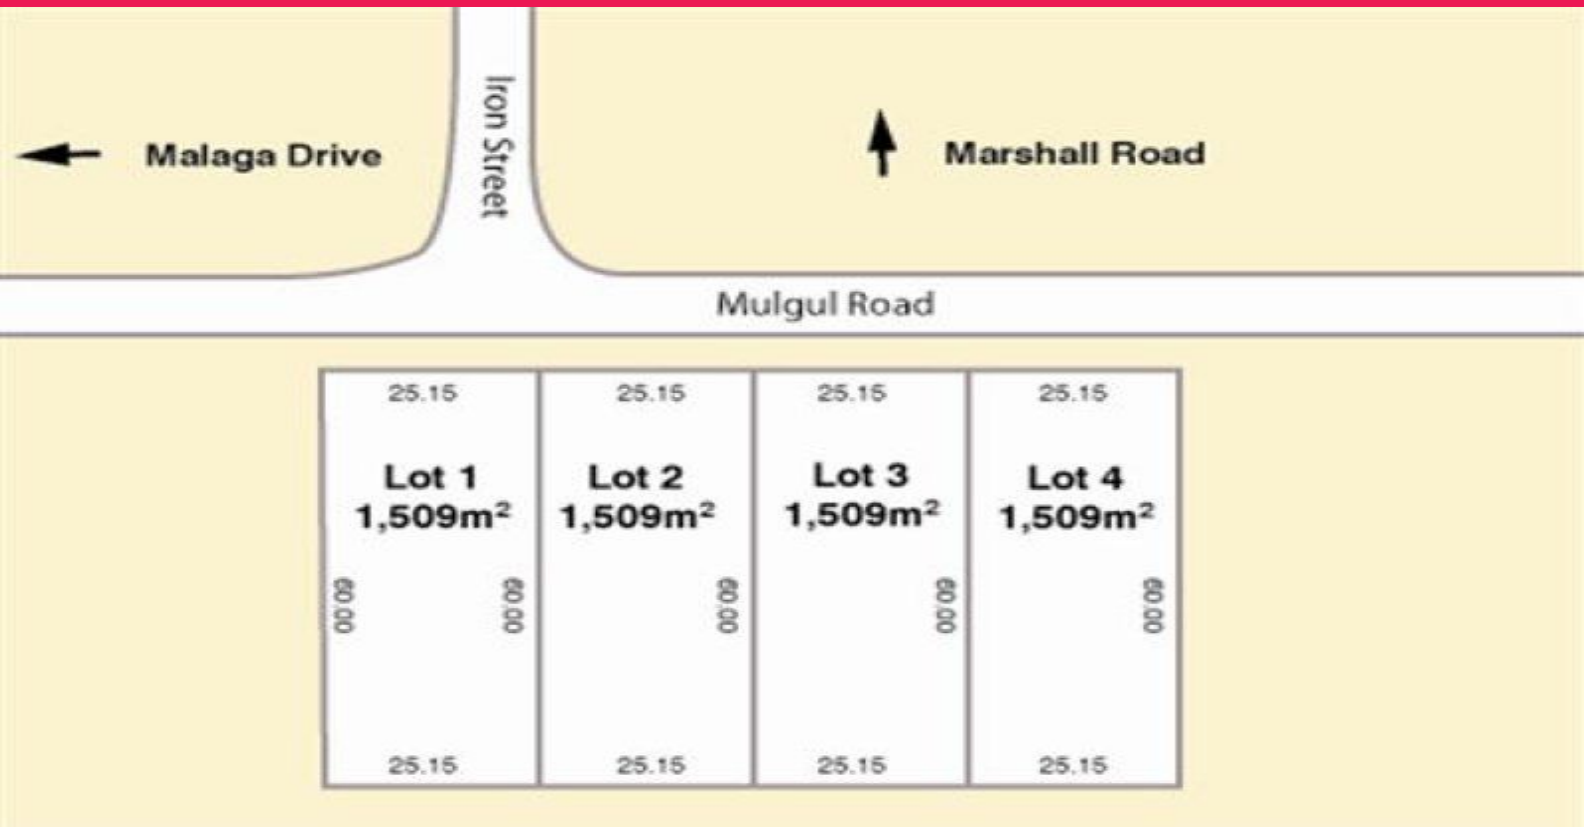 Iron Street
Malaga Drive
Marshall Road
Mulgul Road
25.15
25.15
25.15
25.15
Lot 1
1,509m²
Lot 2
1,509m²
Lot 3
1,509m²
Lot 4
1,509m²
60.00
60.00
60.00
60.00
60.00
25.15
25.15
25.15
25.15